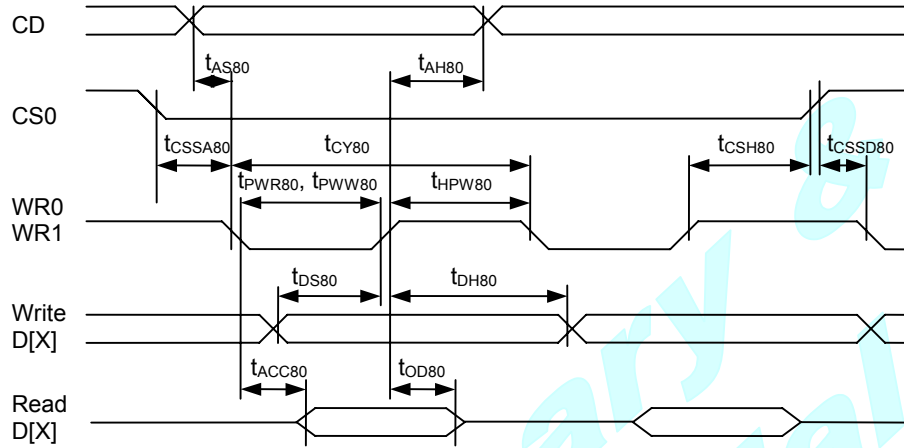 CD
tAS80 tAH80
CS0
tCSSA80 tCY80 tCSH80 tCSSD80
tPWR80, tPWW80 tHPW80
WR0
WR1
tDS80 tDH80
Write
D[X]
tACC80 tOD80
Read
D[X]